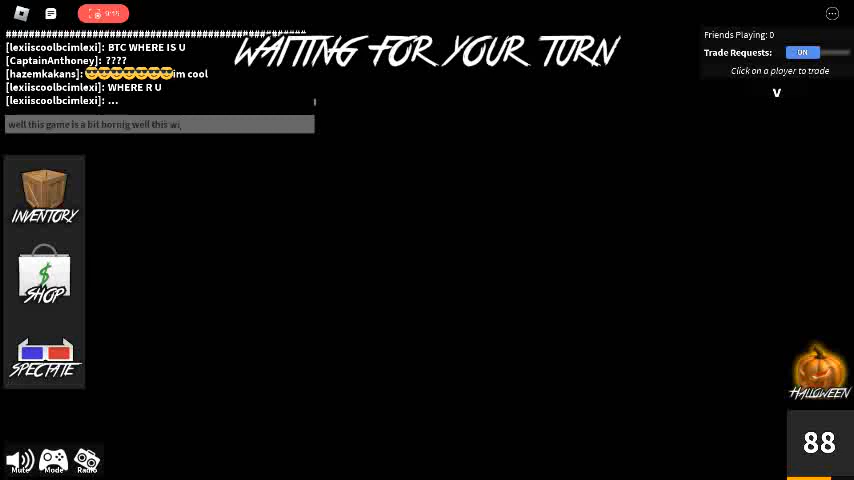 9:15
##################################################
[lexiiscoolbcimlexi]: BTC WHERE IS U
[CaptainAnthoney]: ????
[hazemkakans]: 😎😎😎😎😎😎😎im cool
[lexiiscoolbcimlexi]: WHERE R U
[lexiiscoolbcimlexi]: ...
well this game is a bit bornig well this wi
WAITING FOR YOUR TURN
Friends Playing: 0
Trade Requests: ON
Click on a player to trade
V
INVENTORY
$
SHOP
SPECTATE
HALLOWEEN
88
Mute
Mode
Radio